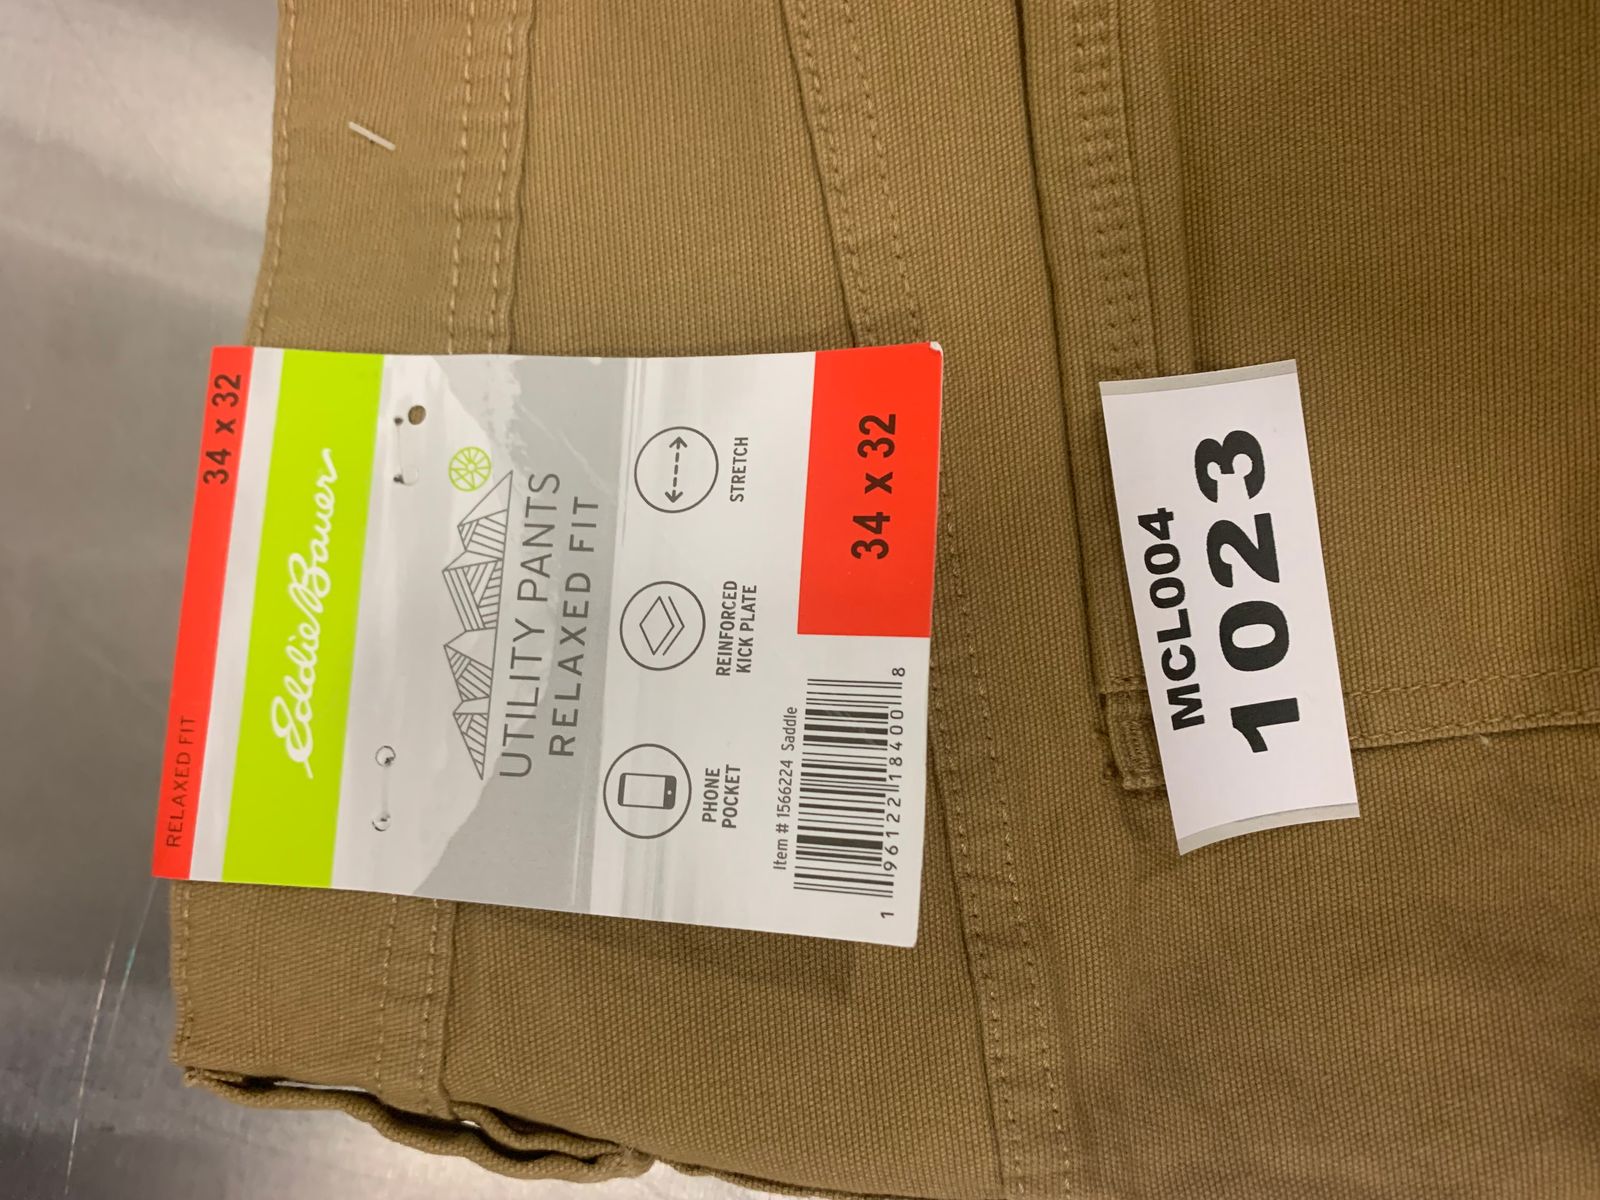 RELAXED FIT 34 x 32
Eddie Bauer
UTILITY PANTS
RELAXED FIT
PHONE
POCKET
REINFORCED
KICK PLATE
STRETCH
Item # 1566224 Saddle
1 96122 18400 8
34 x 32
MCL004
1023